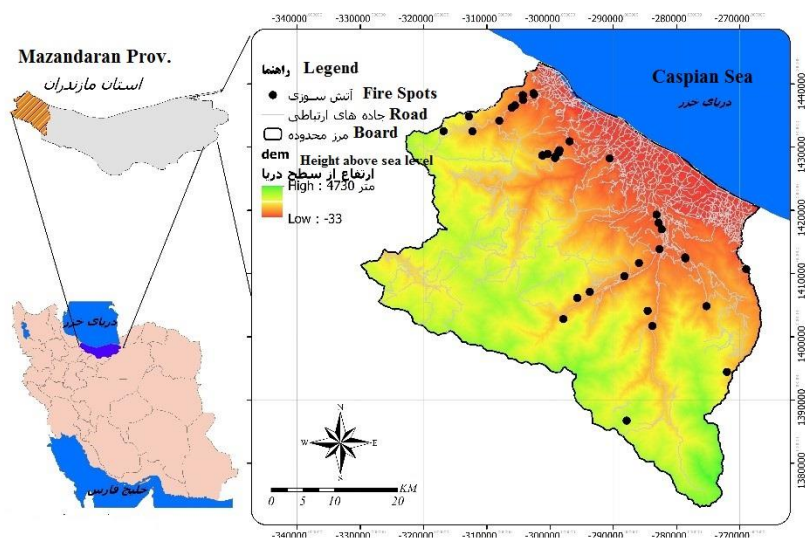 Mazandaran Prov.
استان مازندران
دریای خزر
خلیج فارس
-340000 -330000 -320000 -310000 -300000 -290000 -280000 -270000
راهنما Legend
آتش سوزی Fire Spots
جاده های ارتباطی Road
مرز محدوده Board
dem Height above sea level
ارتفاع از سطح دریا
High : 4730 متر
Low : -33
Caspian Sea
دریای خزر
1440000
1430000
1420000
1410000
1400000
1390000
1380000
N
W E
S
0 5 10 20 KM
-340000 -330000 -320000 -310000 -300000 -290000 -280000 -270000